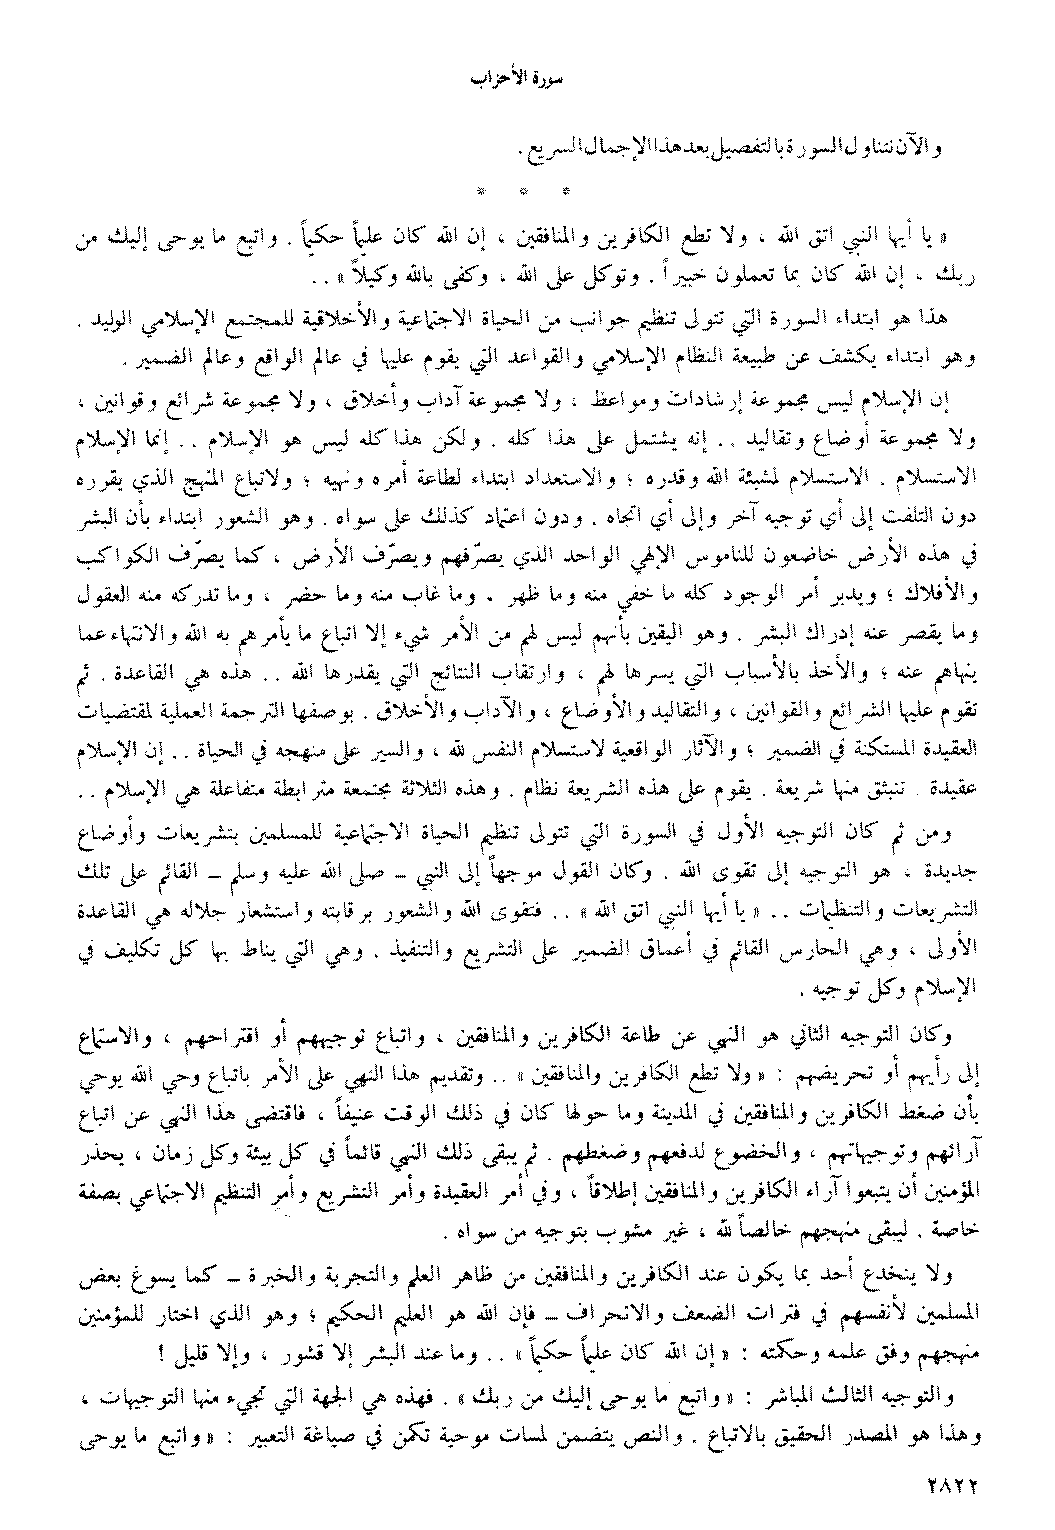 سورة الأحزاب
والآن نتناول السورة بالتفصيل بعد هذا الإجمال السريع .
* * *
« يا أيها النبي اتق الله ، ولا تطع الكافرين والمنافقين ، إن الله كان عليماً حكيماً . واتبع ما يوحى إليك من
ربك ، إن الله كان بما تعملون خبيراً . وتوكل على الله ، وكفى بالله وكيلاً » ..
هذا هو ابتداء السورة التي تتولى تنظيم جوانب من الحياة الاجتماعية والأخلاقية للمجتمع الإسلامي الوليد .
وهو ابتداء يكشف عن طبيعة النظام الإسلامي والقواعد التي يقوم عليها في عالم الواقع وعالم الضمير .
إن الإسلام ليس مجموعة إرشادات ومواعظ ، ولا مجموعة آداب وأخلاق ، ولا مجموعة شرائع وقوانين ،
ولا مجموعة أوضاع وتقاليد .. إنه يشتمل على هذا كله . ولكن هذا كله ليس هو الإسلام .. إنما الإسلام
الاستسلام . الاستسلام لمشيئة الله وقدره ؛ والاستعداد ابتداء لطاعة أمره ونهيه ؛ ولاتباع المنهج الذي يقرره
دون التلفت إلى أي توجيه آخر وإلى أي اتجاه . ودون اعتماد كذلك على سواه . وهو الشعور ابتداء بأن البشر
في هذه الأرض خاضعون للناموس الإلهي الواحد الذي يصرّفهم ويصرّف الأرض ، كما يصرّف الكواكب
والأفلاك ؛ ويدبر أمر الوجود كله ما خفي منه وما ظهر . وما غاب منه وما حضر ، وما تدركه منه العقول
وما يقصر عنه إدراك البشر . وهو اليقين بأنهم ليس لهم من الأمر شيء إلا اتباع ما يأمرهم به الله والانتهاء عما
ينهاهم عنه ؛ والأخذ بالأسباب التي يسرها لهم ، وارتقاب النتائج التي يقدرها الله .. هذه هي القاعدة . ثم
تقوم عليها الشرائع والقوانين ، والتقاليد والأوضاع ، والآداب والأخلاق . بوصفها الترجمة العملية لمقتضيات
العقيدة المستكنة في الضمير ؛ والآثار الواقعية لاستسلام النفس لله ، والسير على منهجه في الحياة .. إن الإسلام
عقيدة . تنبثق منها شريعة . يقوم على هذه الشريعة نظام . وهذه الثلاثة مجتمعة مترابطة متفاعلة هي الإسلام ..
ومن ثم كان التوجيه الأول في السورة التي تتولى تنظيم الحياة الاجتماعية للمسلمين بتشريعات وأوضاع
جديدة ، هو التوجيه إلى تقوى الله . وكان القول موجهاً إلى النبي – صلى الله عليه وسلم – القائم على تلك
التشريعات والتنظيمات .. « يا أيها النبي اتق الله » .. فتقوى الله والشعور برقابته واستشعار جلاله هي القاعدة
الأولى ، وهي الحارس القائم في أعماق الضمير على التشريع والتنفيذ . وهي التي يناط بها كل تكليف في
الإسلام وكل توجيه .
وكان التوجيه الثاني هو النهي عن طاعة الكافرين والمنافقين ، واتباع توجيههم أو اقتراحهم ، والاستماع
إلى رأيهم أو تحريضهم : « ولا تطع الكافرين والمنافقين » .. وتقديم هذا النهي على الأمر باتباع وحي الله يوحي
بأن ضغط الكافرين والمنافقين في المدينة وما حولها كان في ذلك الوقت عنيفاً ، فاقتضى هذا النهي عن اتباع
آرائهم وتوجيهاتهم ، والخضوع لدفعهم وضغطهم . ثم يبقى ذلك النهي قائماً في كل بيئة وكل زمان ، يحذر
المؤمنين أن يتبعوا آراء الكافرين والمنافقين إطلاقاً ، وفي أمر العقيدة وأمر التشريع وأمر التنظيم الاجتماعي بصفة
خاصة . ليبقى منهجهم خالصاً لله ، غير مشوب بتوجيه من سواه .
ولا ينخدع أحد بما يكون عند الكافرين والمنافقين من ظاهر العلم والتجربة والخبرة – كما يسوغ بعض
المسلمين لأنفسهم في فترات الضعف والانحراف – فإن الله هو العليم الحكيم ؛ وهو الذي اختار للمؤمنين
منهجهم وفق علمه وحكمته : « إن الله كان عليماً حكيماً » .. وما عند البشر إلا قشور ، وإلا قليل !
والتوجيه الثالث المباشر : « واتبع ما يوحى إليك من ربك » . فهذه هي الجهة التي تجيء منها التوجيهات ،
وهذا هو المصدر الحقيق بالاتباع . والنص يتضمن لمسات موحية تكمن في صياغة التعبير : « واتبع ما يوحى
٢٨٢٢